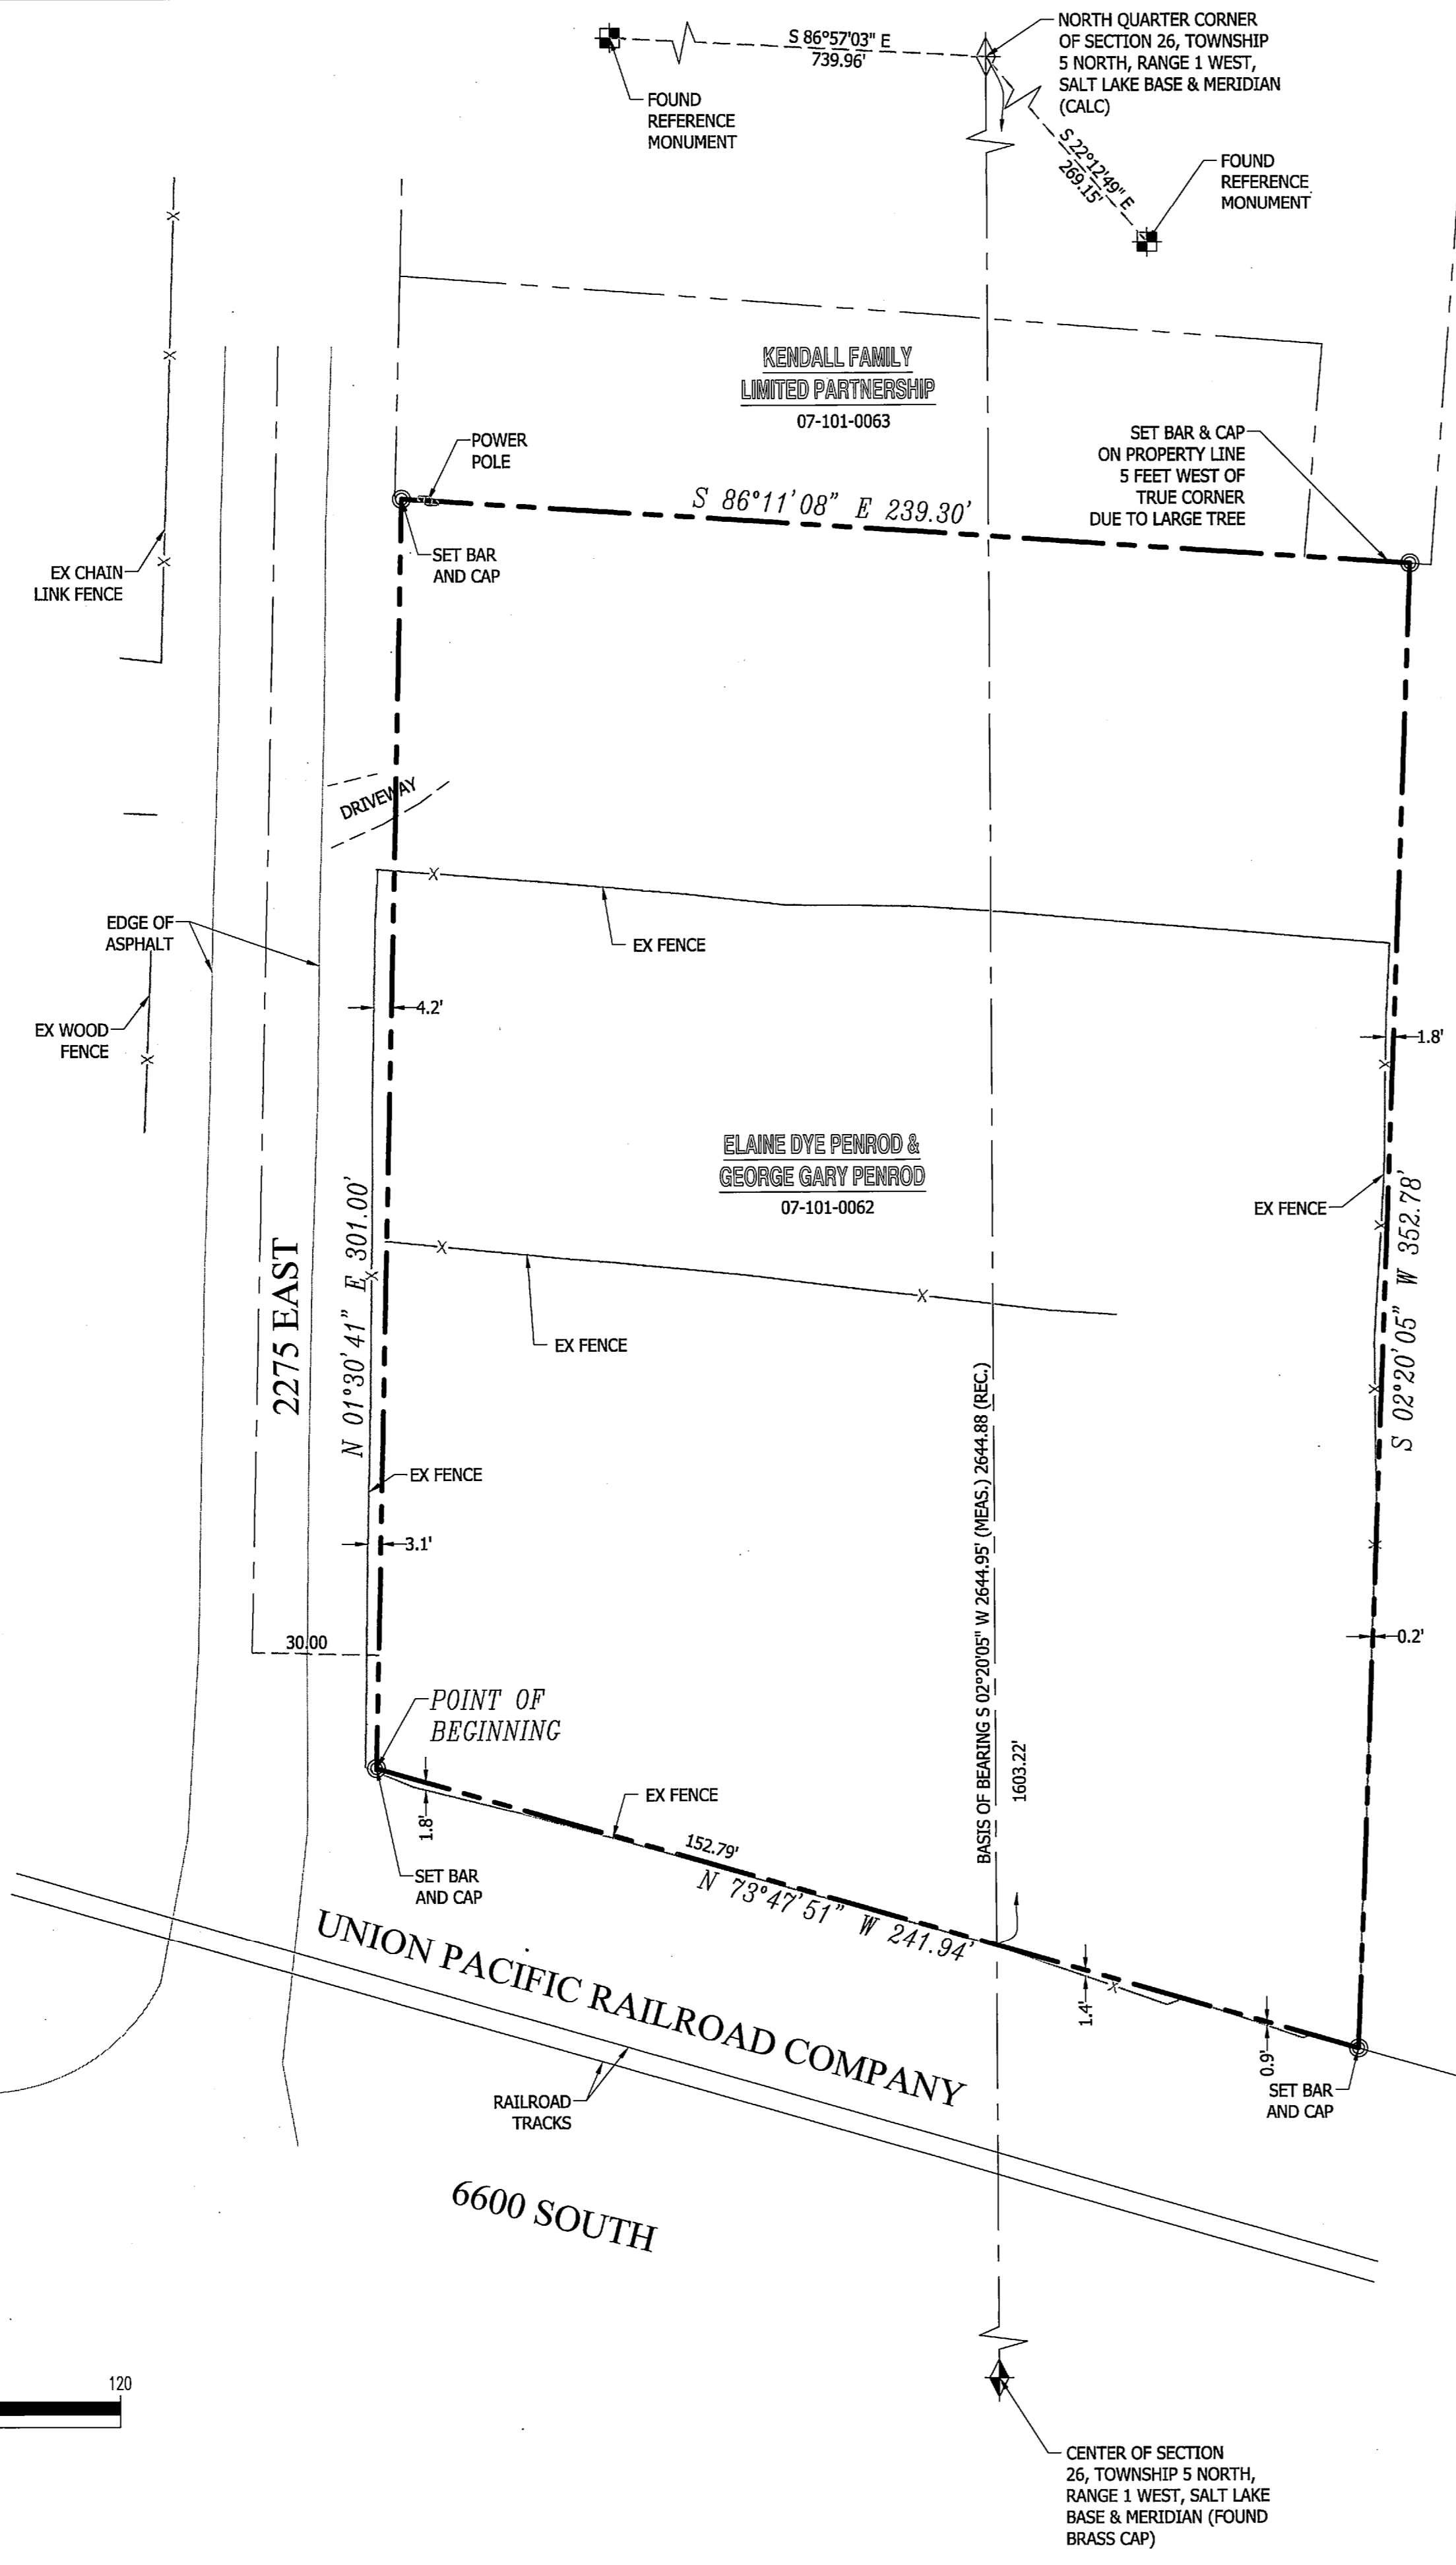 NORTH QUARTER CORNER
OF SECTION 26, TOWNSHIP
5 NORTH, RANGE 1 WEST,
SALT LAKE BASE & MERIDIAN
(CALC)
S 86°57'03" E
739.96'
FOUND
REFERENCE
MONUMENT
S 22°12'49" E
269.15'
FOUND
REFERENCE
MONUMENT
KENDALL FAMILY
LIMITED PARTNERSHIP
07-101-0063
POWER
POLE
SET BAR & CAP
ON PROPERTY LINE
5 FEET WEST OF
TRUE CORNER
DUE TO LARGE TREE
S 86°11'08" E 239.30'
SET BAR
AND CAP
EX CHAIN
LINK FENCE
DRIVEWAY
EDGE OF
ASPHALT
EX FENCE
4.2'
EX WOOD
FENCE
1.8'
ELAINE DYE PENROD &
GEORGE GARY PENROD
07-101-0062
EX FENCE
N 01°30'41" E 301.00'
S 02°20'05" W 352.78'
2275 EAST
EX FENCE
BASIS OF BEARING S 02°20'05" W 2644.95' (MEAS.) 2644.88 (REC.)
EX FENCE
3.1'
30.00
0.2'
POINT OF
BEGINNING
1603.22'
EX FENCE
1.8'
152.79'
N 73°47'51" W 241.94'
SET BAR
AND CAP
1.4'
0.9'
UNION PACIFIC RAILROAD COMPANY
SET BAR
AND CAP
RAILROAD
TRACKS
6600 SOUTH
120
CENTER OF SECTION
26, TOWNSHIP 5 NORTH,
RANGE 1 WEST, SALT LAKE
BASE & MERIDIAN (FOUND
BRASS CAP)